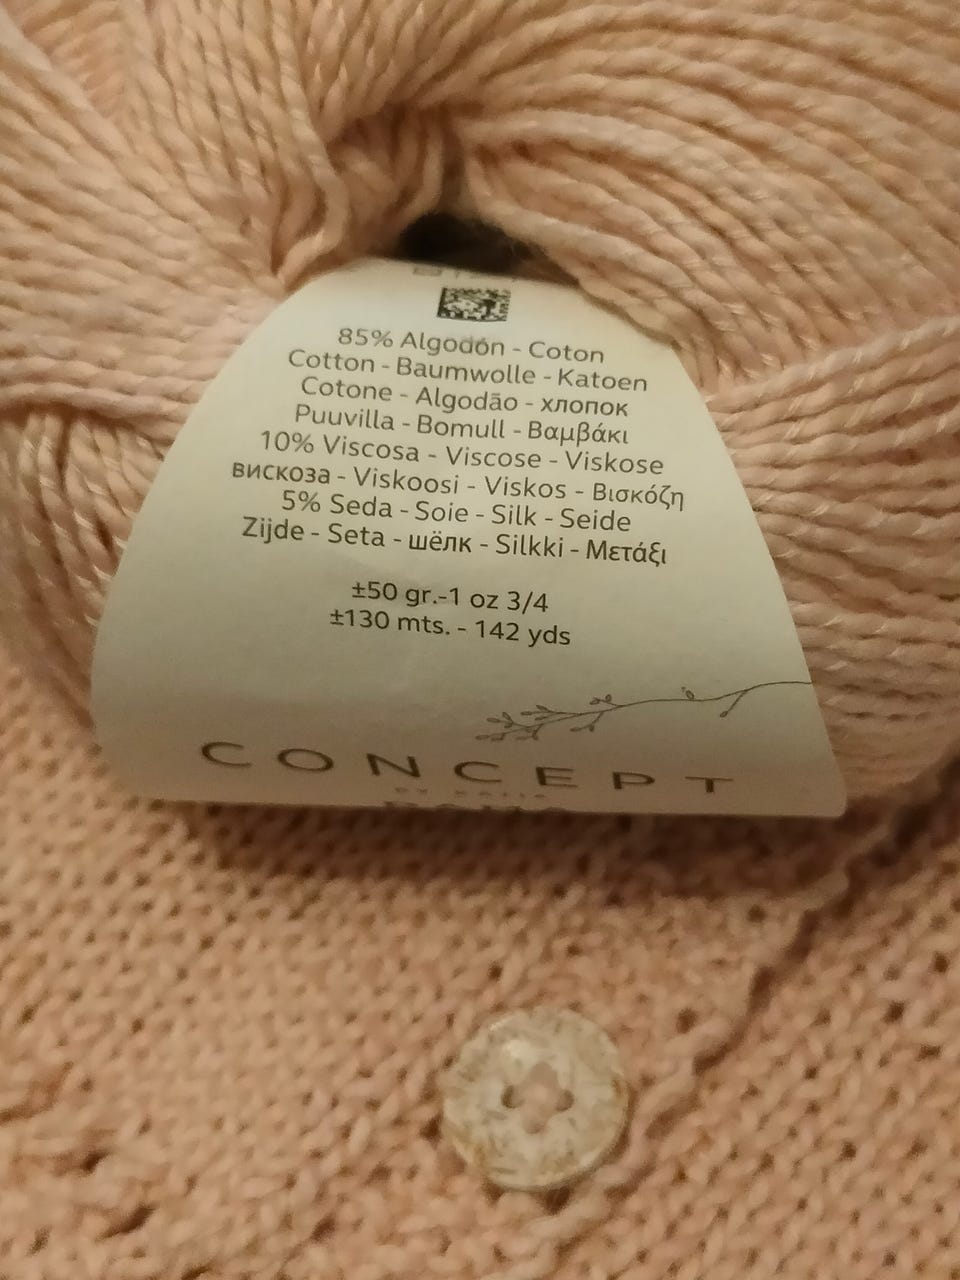 85% Algodón - Coton
Cotton - Baumwolle - Katoen
Cotone - Algodão - хлопок
Puuvilla - Bomull - Βαμβάκι
10% Viscosa - Viscose - Viskose
вискоза - Viskoosi - Viskos - Βισκόζη
5% Seda - Soie - Silk - Seide
Zijde - Seta - шёлк - Silkki - Μετάξι
±50 gr.-1 oz 3/4
±130 mts. - 142 yds
CONCEPT
BY KATIA